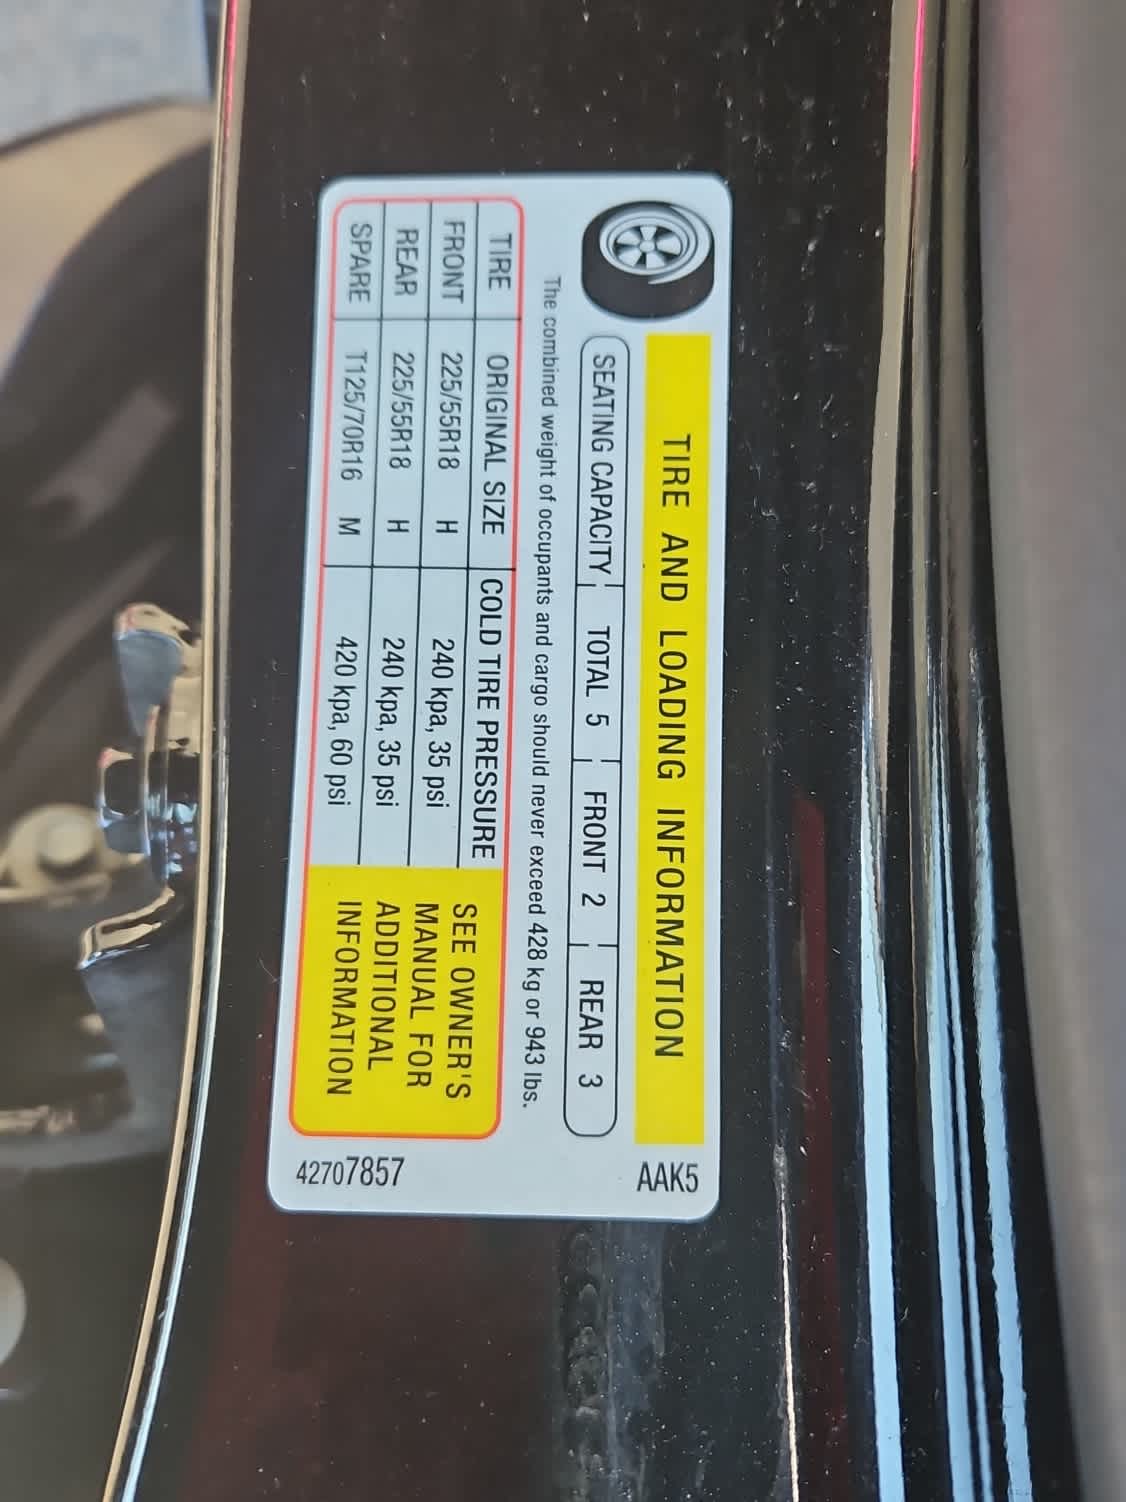 TIRE AND LOADING INFORMATION
AAK5
SEATING CAPACITY TOTAL 5 FRONT 2 REAR 3
The combined weight of occupants and cargo should never exceed 428 kg or 943 lbs.
TIRE ORIGINAL SIZE COLD TIRE PRESSURE
FRONT 225/55R18 H 240 kpa, 35 psi
REAR 225/55R18 H 240 kpa, 35 psi
SPARE T125/70R16 M 420 kpa, 60 psi
SEE OWNER'S
MANUAL FOR
ADDITIONAL
INFORMATION
42707857